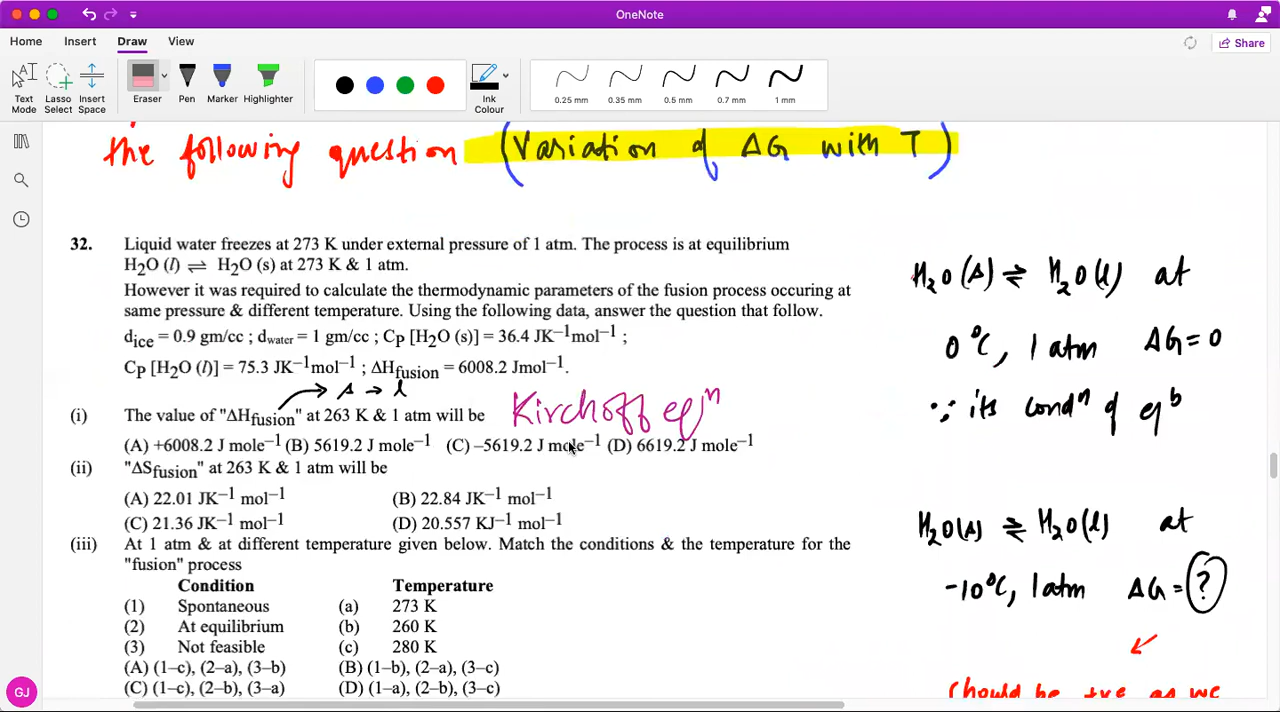 OneNote
Home Insert Draw View
Share
Text Mode
Lasso Select
Insert Space
Eraser
Pen
Marker
Highlighter
Ink Colour
0.25 mm 0.35 mm 0.5 mm 0.7 mm 1 mm
the following question (Variation of ΔG with T)
32. Liquid water freezes at 273 K under external pressure of 1 atm. The process is at equilibrium
H2O (l) ⇌ H2O (s) at 273 K & 1 atm.
However it was required to calculate the thermodynamic parameters of the fusion process occuring at
same pressure & different temperature. Using the following data, answer the question that follow.
dice = 0.9 gm/cc ; dwater = 1 gm/cc ; CP [H2O (s)] = 36.4 JK–1mol–1 ;
CP [H2O (l)] = 75.3 JK–1mol–1 ; ΔHfusion = 6008.2 Jmol–1.
s → l
(i) The value of "ΔHfusion" at 263 K & 1 atm will be Kirchoff eqn
(A) +6008.2 J mole–1 (B) 5619.2 J mole–1 (C) –5619.2 J mole–1 (D) 6619.2 J mole–1
(ii) "ΔSfusion" at 263 K & 1 atm will be
(A) 22.01 JK–1 mol–1 (B) 22.84 JK–1 mol–1
(C) 21.36 JK–1 mol–1 (D) 20.557 KJ–1 mol–1
(iii) At 1 atm & at different temperature given below. Match the conditions & the temperature for the
"fusion" process
Condition Temperature
(1) Spontaneous (a) 273 K
(2) At equilibrium (b) 260 K
(3) Not feasible (c) 280 K
(A) (1–c), (2–a), (3–b) (B) (1–b), (2–a), (3–c)
(C) (1–c), (2–b), (3–a) (D) (1–a), (2–b), (3–c)
H2O(s) ⇌ H2O(l) at
0°C, 1 atm ΔG=0
∵ its condn of eqb
H2O(s) ⇌ H2O(l) at
-10°C, 1 atm ΔG = ?
should be +ve as we
GJ